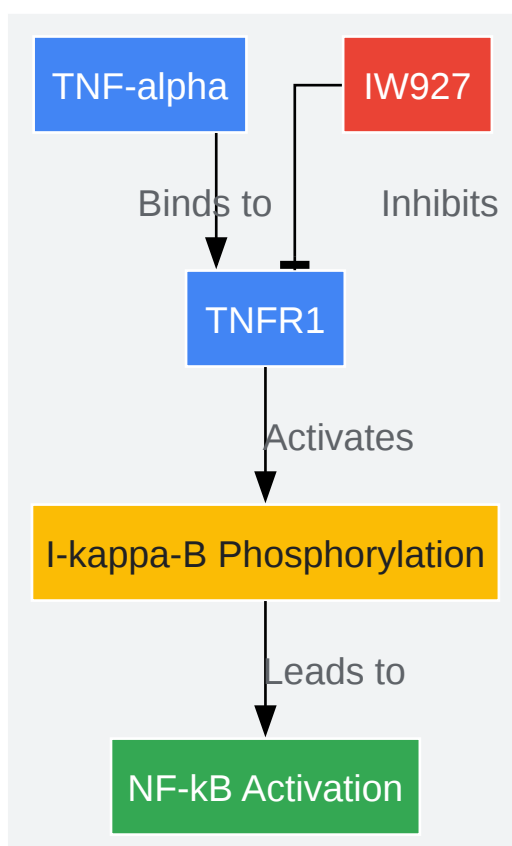 TNF-alpha
IW927
Binds to
Inhibits
TNFR1
Activates
I-kappa-B Phosphorylation
Leads to
NF-kB Activation